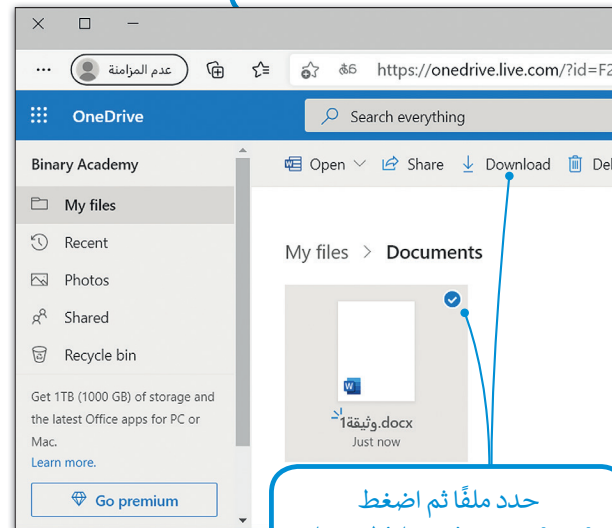 عدم المزامنة
https://onedrive.live.com/?id=F2
OneDrive
Search everything
Binary Academy
Open
Share
Download
Del
My files
Recent
Photos
Shared
Recycle bin
Get 1TB (1000 GB) of storage and
the latest Office apps for PC or
Mac.
Learn more.
Go premium
My files > Documents
W
وثيقة1.docx
Just now
حدد ملفًا ثم اضغط